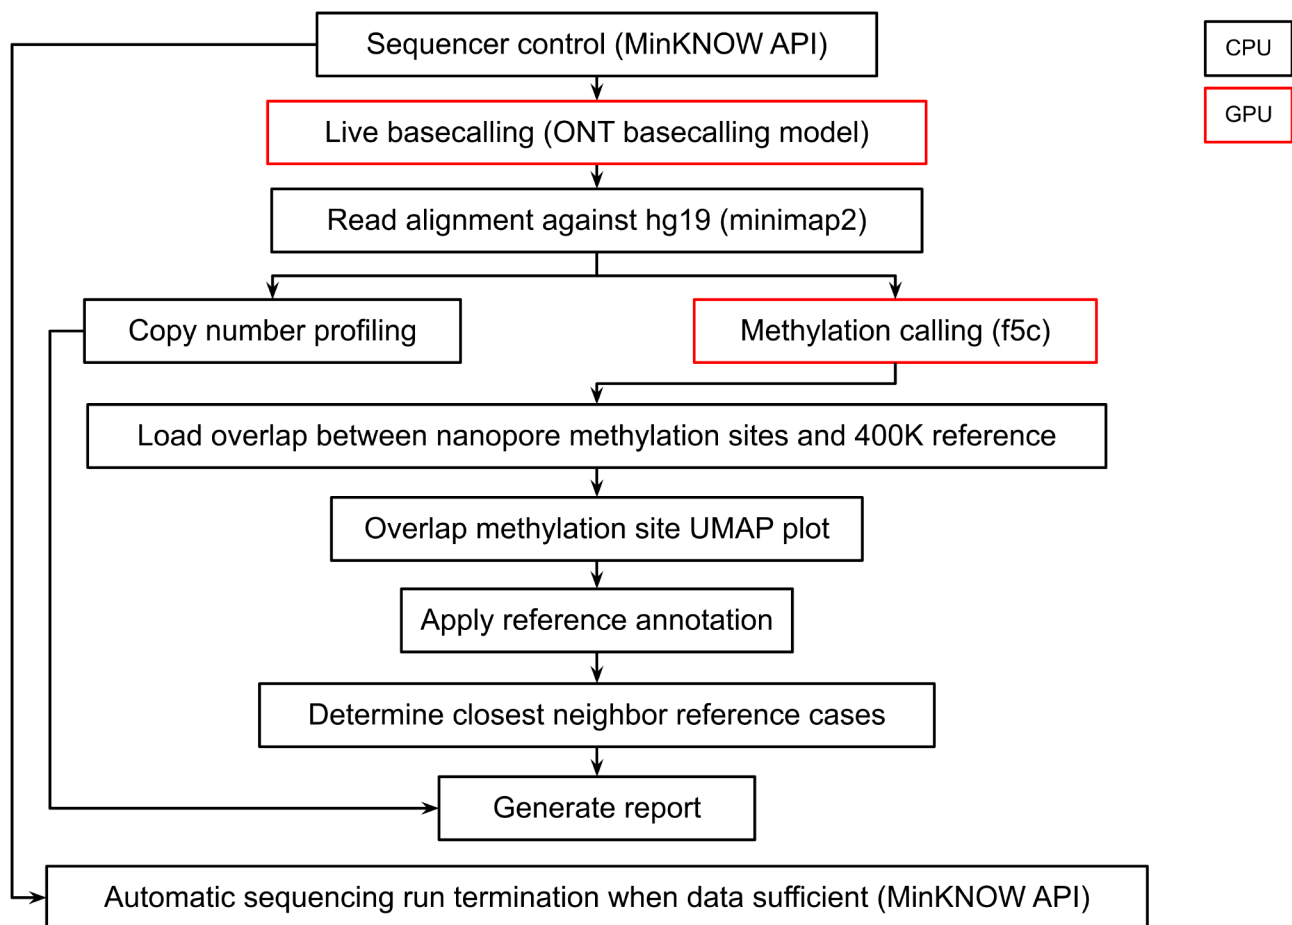 Sequencer control (MinKNOW API)
CPU
GPU
Live basecalling (ONT basecalling model)
Read alignment against hg19 (minimap2)
Copy number profiling
Methylation calling (f5c)
Load overlap between nanopore methylation sites and 400K reference
Overlap methylation site UMAP plot
Apply reference annotation
Determine closest neighbor reference cases
Generate report
Automatic sequencing run termination when data sufficient (MinKNOW API)